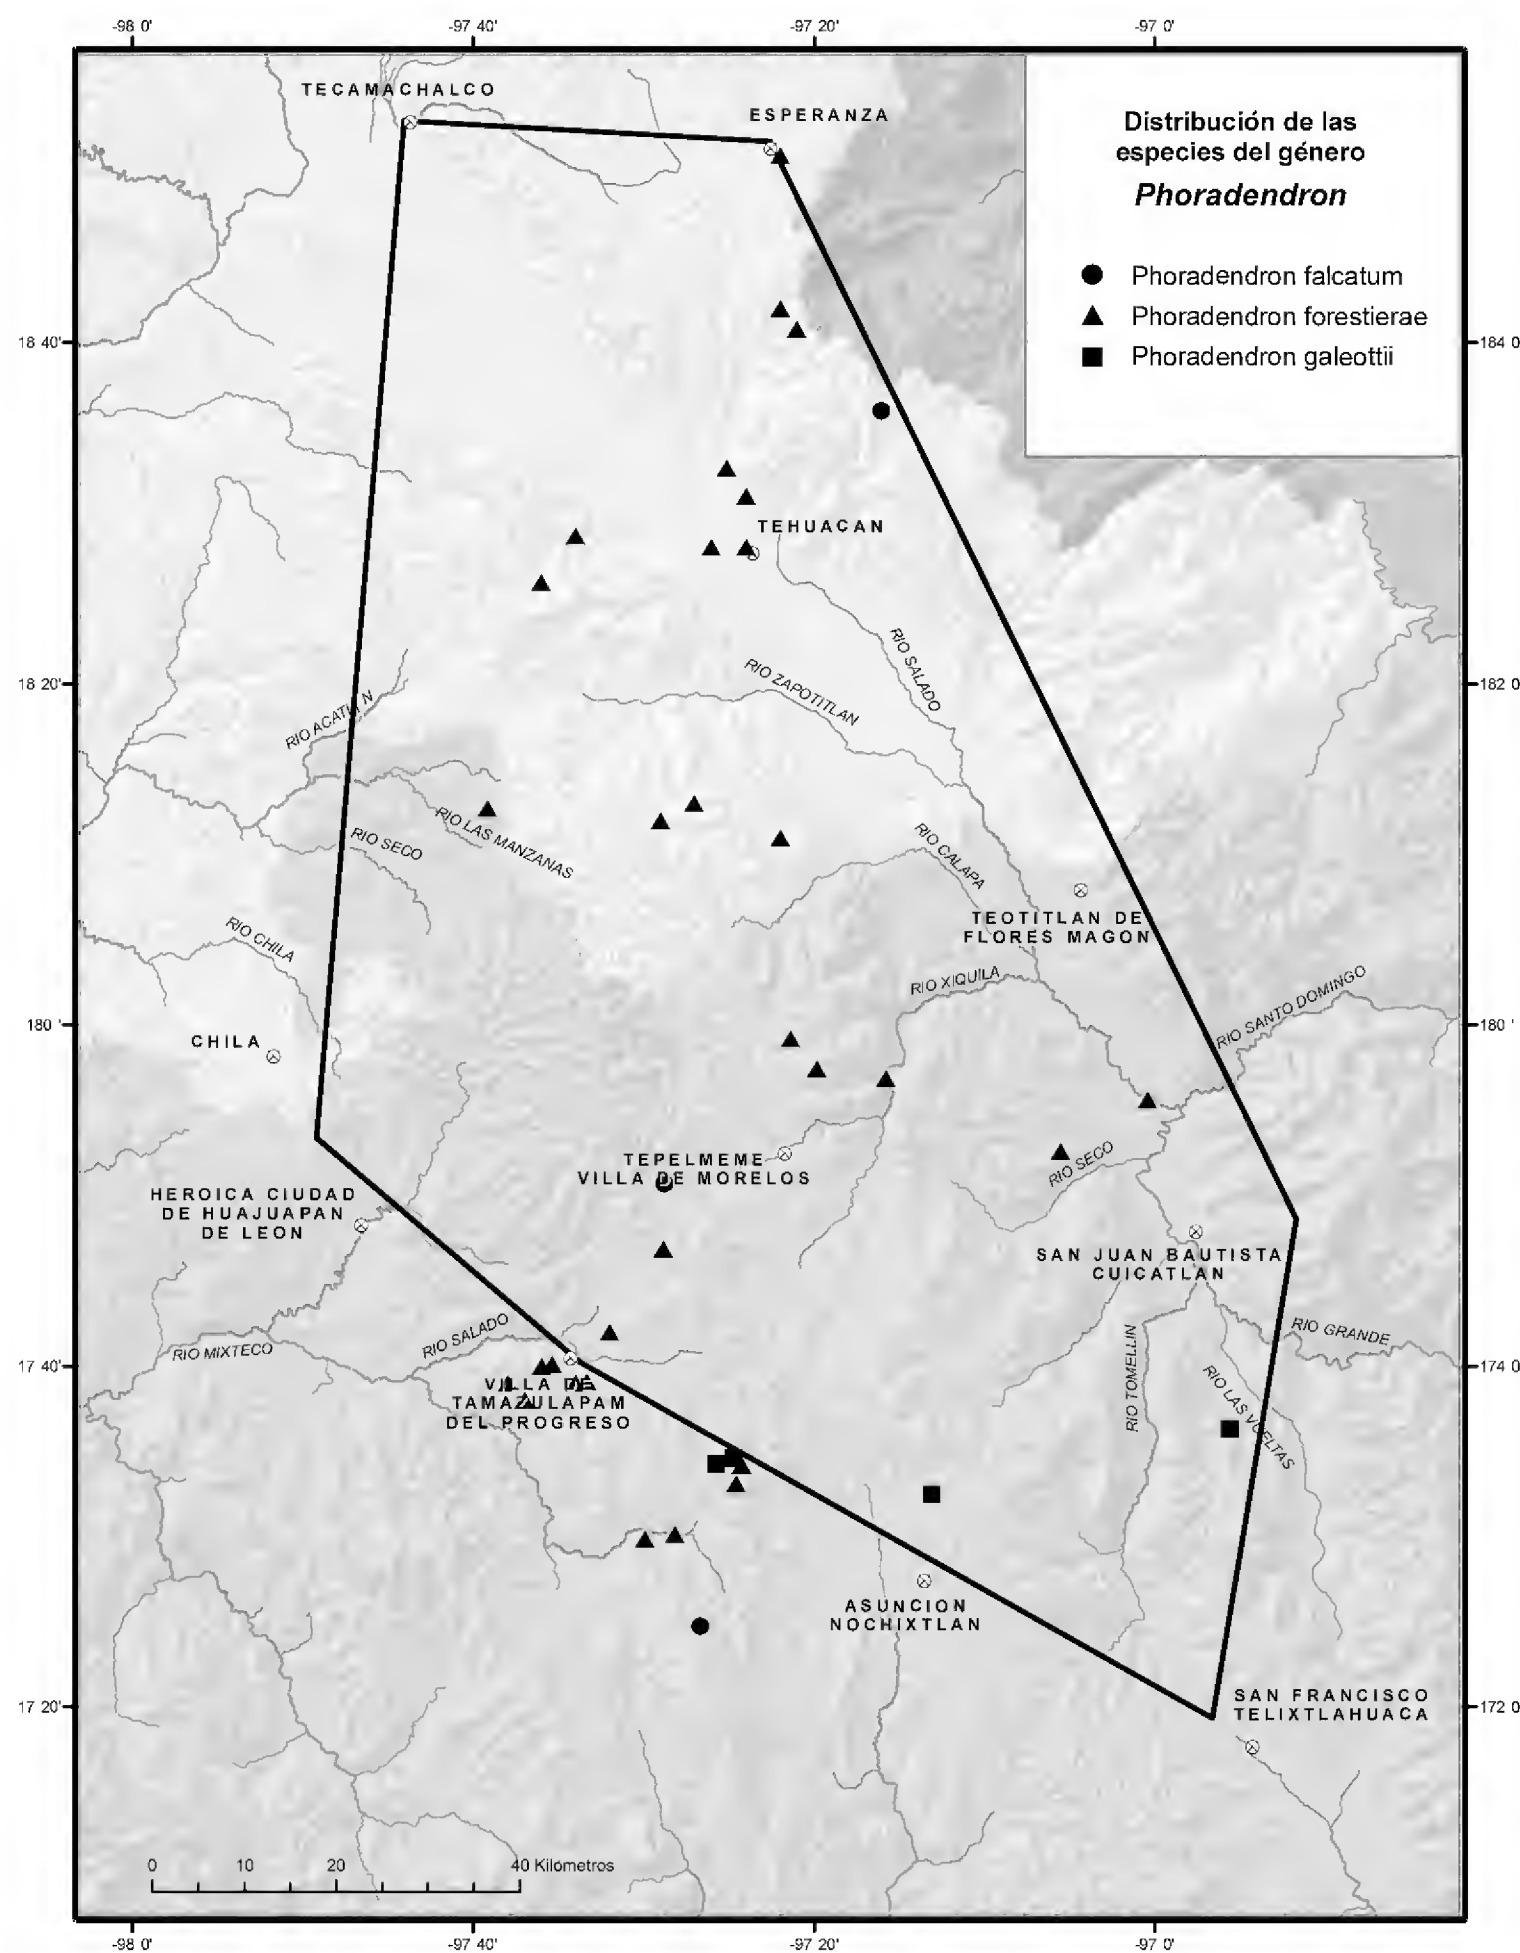 -98 0'
-97 40'
-97 20'
-97 0'
TECAMACHALCO
ESPERANZA
Distribución de las
especies del género
Phoradendron
Phoradendron falcatum
Phoradendron forestierae
Phoradendron galeottii
18 40'
184 0
TEHUACAN
RIO SALADO
RIO ZAPOTITLAN
18 20'
182 0
RIO LAS MANZANAS
RIO SECO
RIO CALAPA
TEOTITLAN DE
FLORES MAGON
RIO CHILA
RIO XIQUILA
RIO SANTO DOMINGO
180 '
180 '
CHILA
TEPELMEME
VILLA DE MORELOS
RIO SECO
HEROICA CIUDAD
DE HUAJUAPAN
DE LEON
SAN JUAN BAUTISTA
CUICATLAN
RIO SALADO
RIO MIXTECO
RIO GRANDE
17 40'
174 0
RIO TOMELLIN
RIO LAS VUELTAS
VILLA DE
TAMAZULAPAM
DEL PROGRESO
ASUNCION
NOCHIXTLAN
17 20'
172 0
SAN FRANCISCO
TELIXTLAHUACA
0 10 20 40 Kilómetros
-98 0'
-97 40'
-97 20'
-97 0'